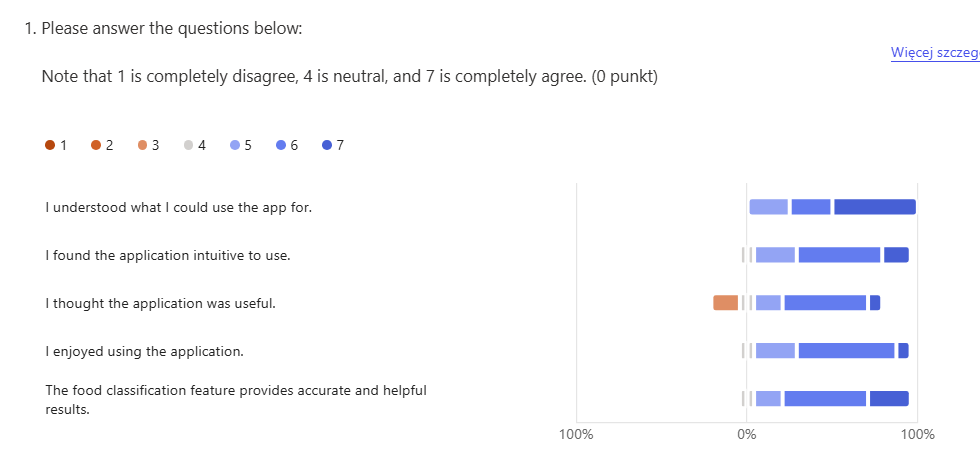 1. Please answer the questions below:
Więcej szczeg
Note that 1 is completely disagree, 4 is neutral, and 7 is completely agree. (0 punkt)
1 2 3 4 5 6 7
I understood what I could use the app for.
I found the application intuitive to use.
I thought the application was useful.
I enjoyed using the application.
The food classification feature provides accurate and helpful
results.
100% 0% 100%